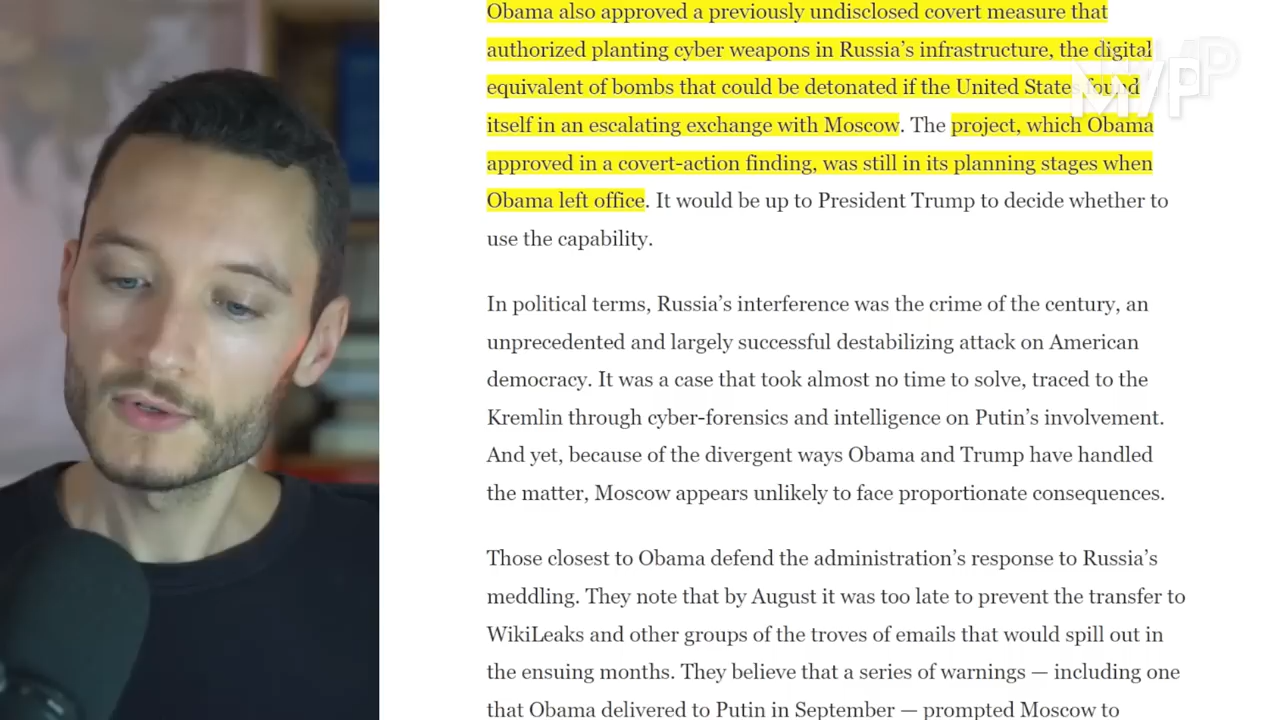 Obama also approved a previously undisclosed covert measure that
authorized planting cyber weapons in Russia’s infrastructure, the digital
equivalent of bombs that could be detonated if the United States found
itself in an escalating exchange with Moscow. The project, which Obama
approved in a covert-action finding, was still in its planning stages when
Obama left office. It would be up to President Trump to decide whether to
use the capability.
In political terms, Russia’s interference was the crime of the century, an
unprecedented and largely successful destabilizing attack on American
democracy. It was a case that took almost no time to solve, traced to the
Kremlin through cyber-forensics and intelligence on Putin’s involvement.
And yet, because of the divergent ways Obama and Trump have handled
the matter, Moscow appears unlikely to face proportionate consequences.
Those closest to Obama defend the administration’s response to Russia’s
meddling. They note that by August it was too late to prevent the transfer to
WikiLeaks and other groups of the troves of emails that would spill out in
the ensuing months. They believe that a series of warnings — including one
that Obama delivered to Putin in September — prompted Moscow to